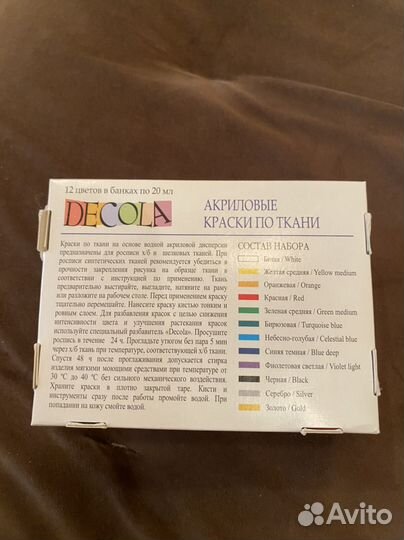 12 цветов в банках по 20 мл
DECOLA
АКРИЛОВЫЕ
КРАСКИ ПО ТКАНИ
Краски по ткани на основе водной акриловой дисперсии
предназначены для росписи х/б и шелковых тканей. При
росписи синтетических тканей рекомендуется убедиться в
прочности закрепления рисунка на образце ткани в
соответствии с инструкцией по применению. Ткань
предварительно выстирайте, выгладите, натяните на раму
или разложите на рабочем столе. Перед применением краску
тщательно перемешайте. Нанесите краску кистью тонким и
ровным слоем. Для разбавления красок с целью снижения
интенсивности цвета и улучшения растекания красок
используйте специальный разбавитель «Decola». Просушите
роспись в течение 24 ч. Прогладьте утюгом без пара 5 мин
через х/б ткань при температуре, соответствующей х/б ткани.
Спустя 48 ч после проглаживания допускается стирка
изделия мягкими моющими средствами при температуре от
30 °С до 40 °С без сильного механического воздействия.
Храните краски в плотно закрытой таре. Кисти и
инструменты сразу после работы промойте водой. При
попадании на кожу смойте водой.
СОСТАВ НАБОРА
Белая / White
Желтая средняя / Yellow medium
Оранжевая / Orange
Красная / Red
Зеленая средняя / Green medium
Бирюзовая / Turquoise blue
Небесно-голубая / Celestial blue
Синяя темная / Blue deep
Фиолетовая светлая / Violet light
Черная / Black
Серебро / Silver
Золото / Gold
Avito